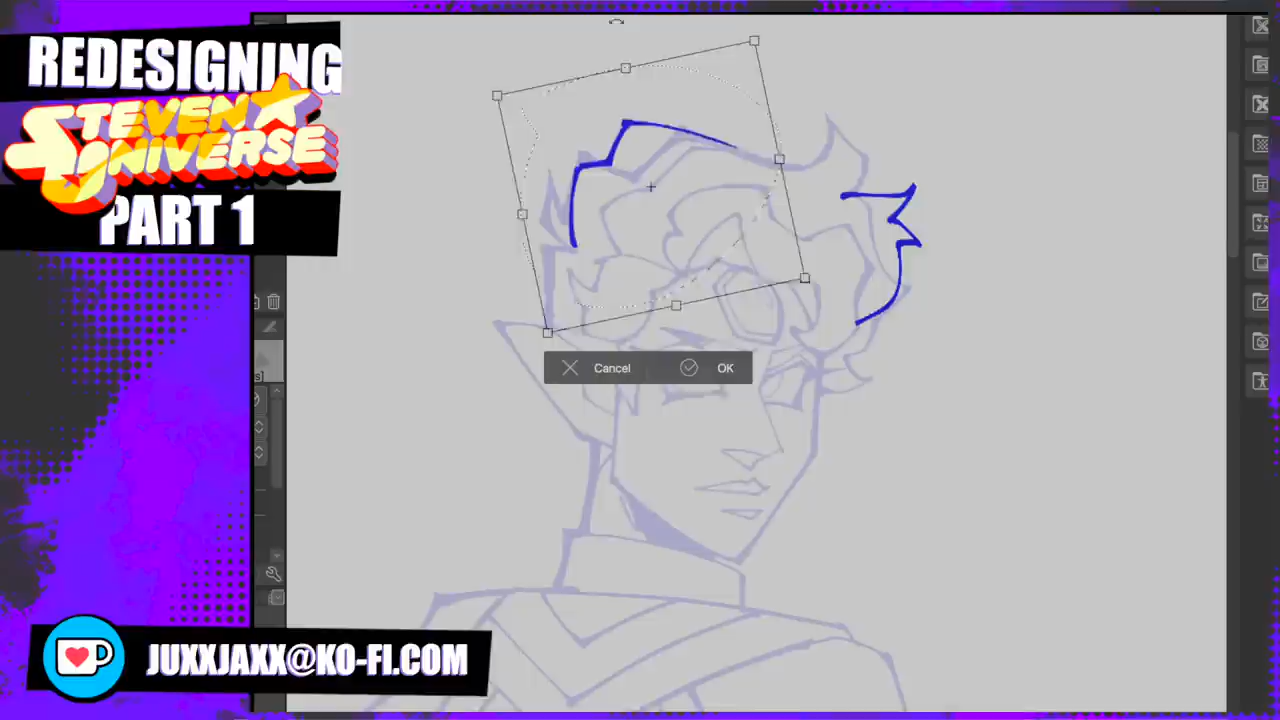 REDESIGNING
STEVEN
UNIVERSE
PART 1
Cancel OK
JUXXJAXX@KO-FI.COM